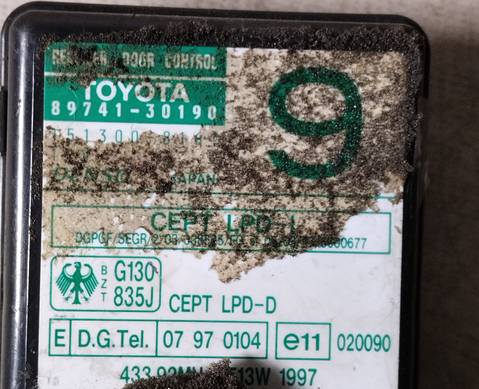 RECEIVER DOOR CONTROL
TOYOTA
89741-30190
9
DENSO JAPAN
CEPT LPD-I
BZT G130
835J
CEPT LPD-D
E D.G.Tel. 07 97 0104 e11 020090
1997